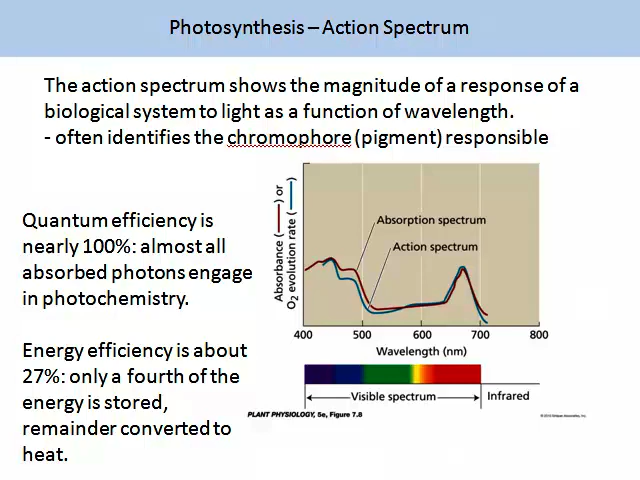 Photosynthesis – Action Spectrum
The action spectrum shows the magnitude of a response of a
biological system to light as a function of wavelength.
- often identifies the chromophore (pigment) responsible
Quantum efficiency is
nearly 100%: almost all
absorbed photons engage
in photochemistry.
Energy efficiency is about
27%: only a fourth of the
energy is stored,
remainder converted to
heat.
Absorbance (—) or
O2 evolution rate (—)
Absorption spectrum
Action spectrum
400 500 600 700 800
Wavelength (nm)
Visible spectrum Infrared
PLANT PHYSIOLOGY, 5e, Figure 7.8
© 2010 Sinauer Associates, Inc.